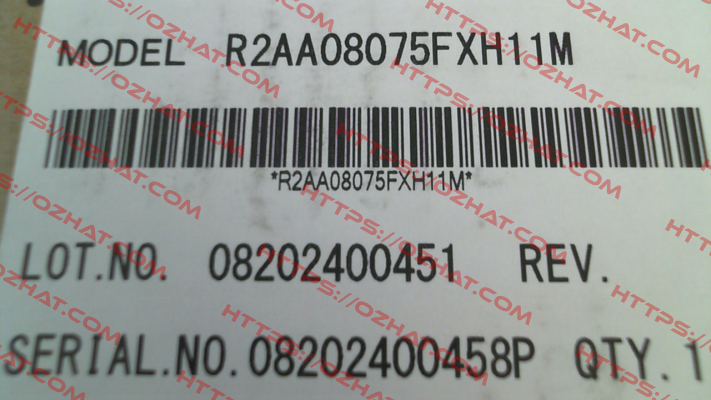 MODEL R2AA08075FXH11M
*R2AA08075FXH11M*
LOT.NO. 08202400451 REV.
SERIAL.NO. 08202400458P QTY. 1
HTTPS://OZHAT.COM